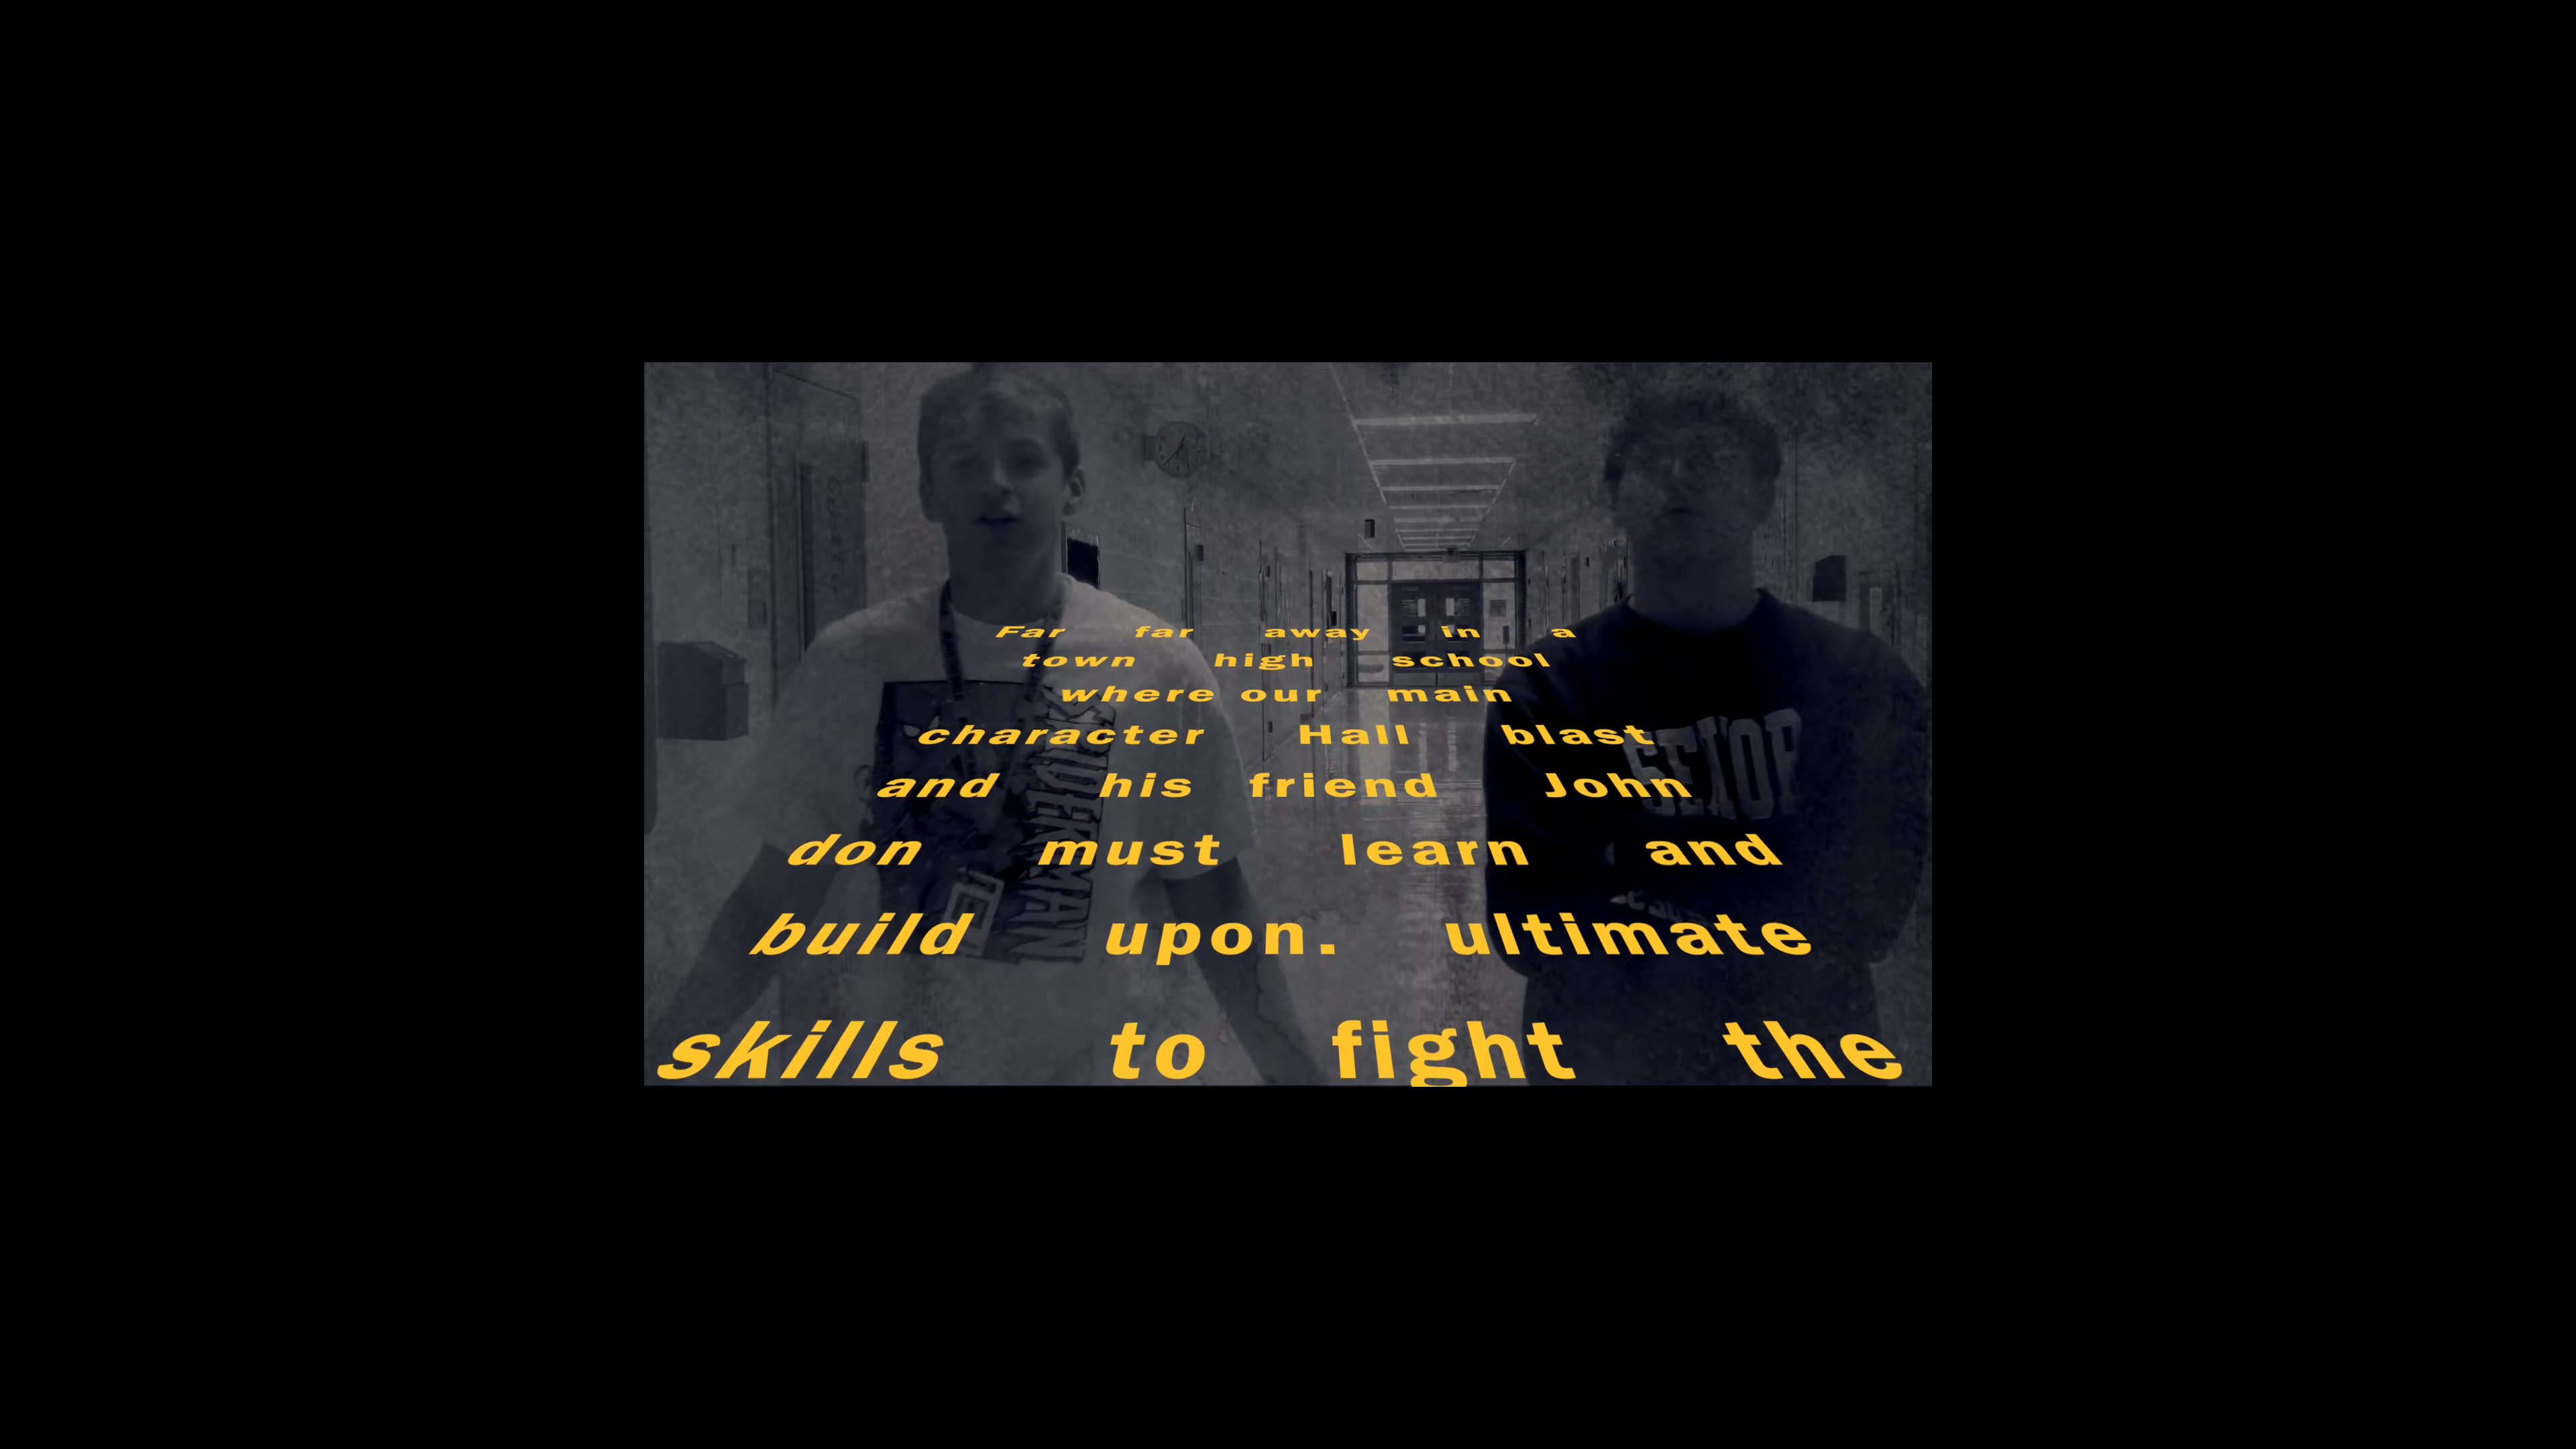 Far far away in a
town high school
where our main
character Hall blast
and his friend John
don must learn and
build upon. ultimate
skills to fight the
SENIOR